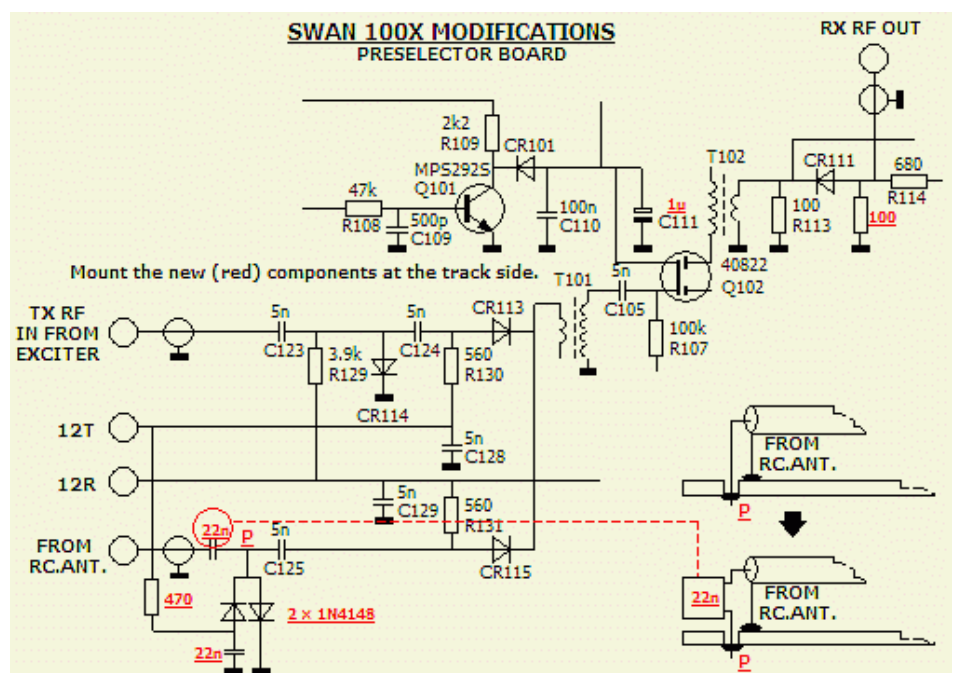 SWAN 100X MODIFICATIONS
PRESELECTOR BOARD
RX RF OUT
2k2
R109
CR101
MPS292S
Q101
47k
R108
500p
C109
100n
C110
1u
C111
T102
CR111
680
R114
100
R113
100
Mount the new (red) components at the track side.
T101
5n
C105
40822
Q102
100k
R107
TX RF
IN FROM
EXCITER
5n
C123
3.9k
R129
CR114
5n
C124
560
R130
CR113
12T
5n
C128
12R
5n
C129
560
R131
FROM
RC.ANT.
22n
P
5n
C125
CR115
470
2 x 1N4148
22n
FROM
RC.ANT.
P
22n
FROM
RC.ANT.
P